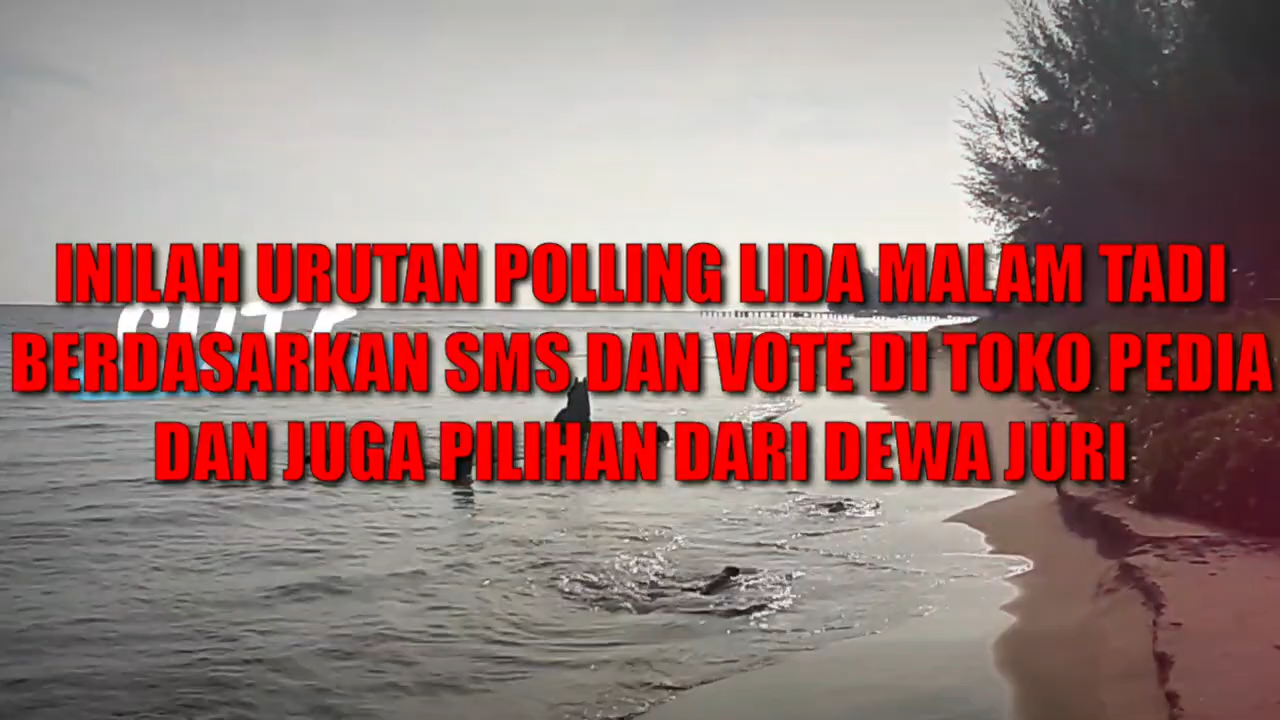 INILAH URUTAN POLLING LIDA MALAM TADI
BERDASARKAN SMS DAN VOTE DI TOKO PEDIA
DAN JUGA PILIHAN DARI DEWA JURI